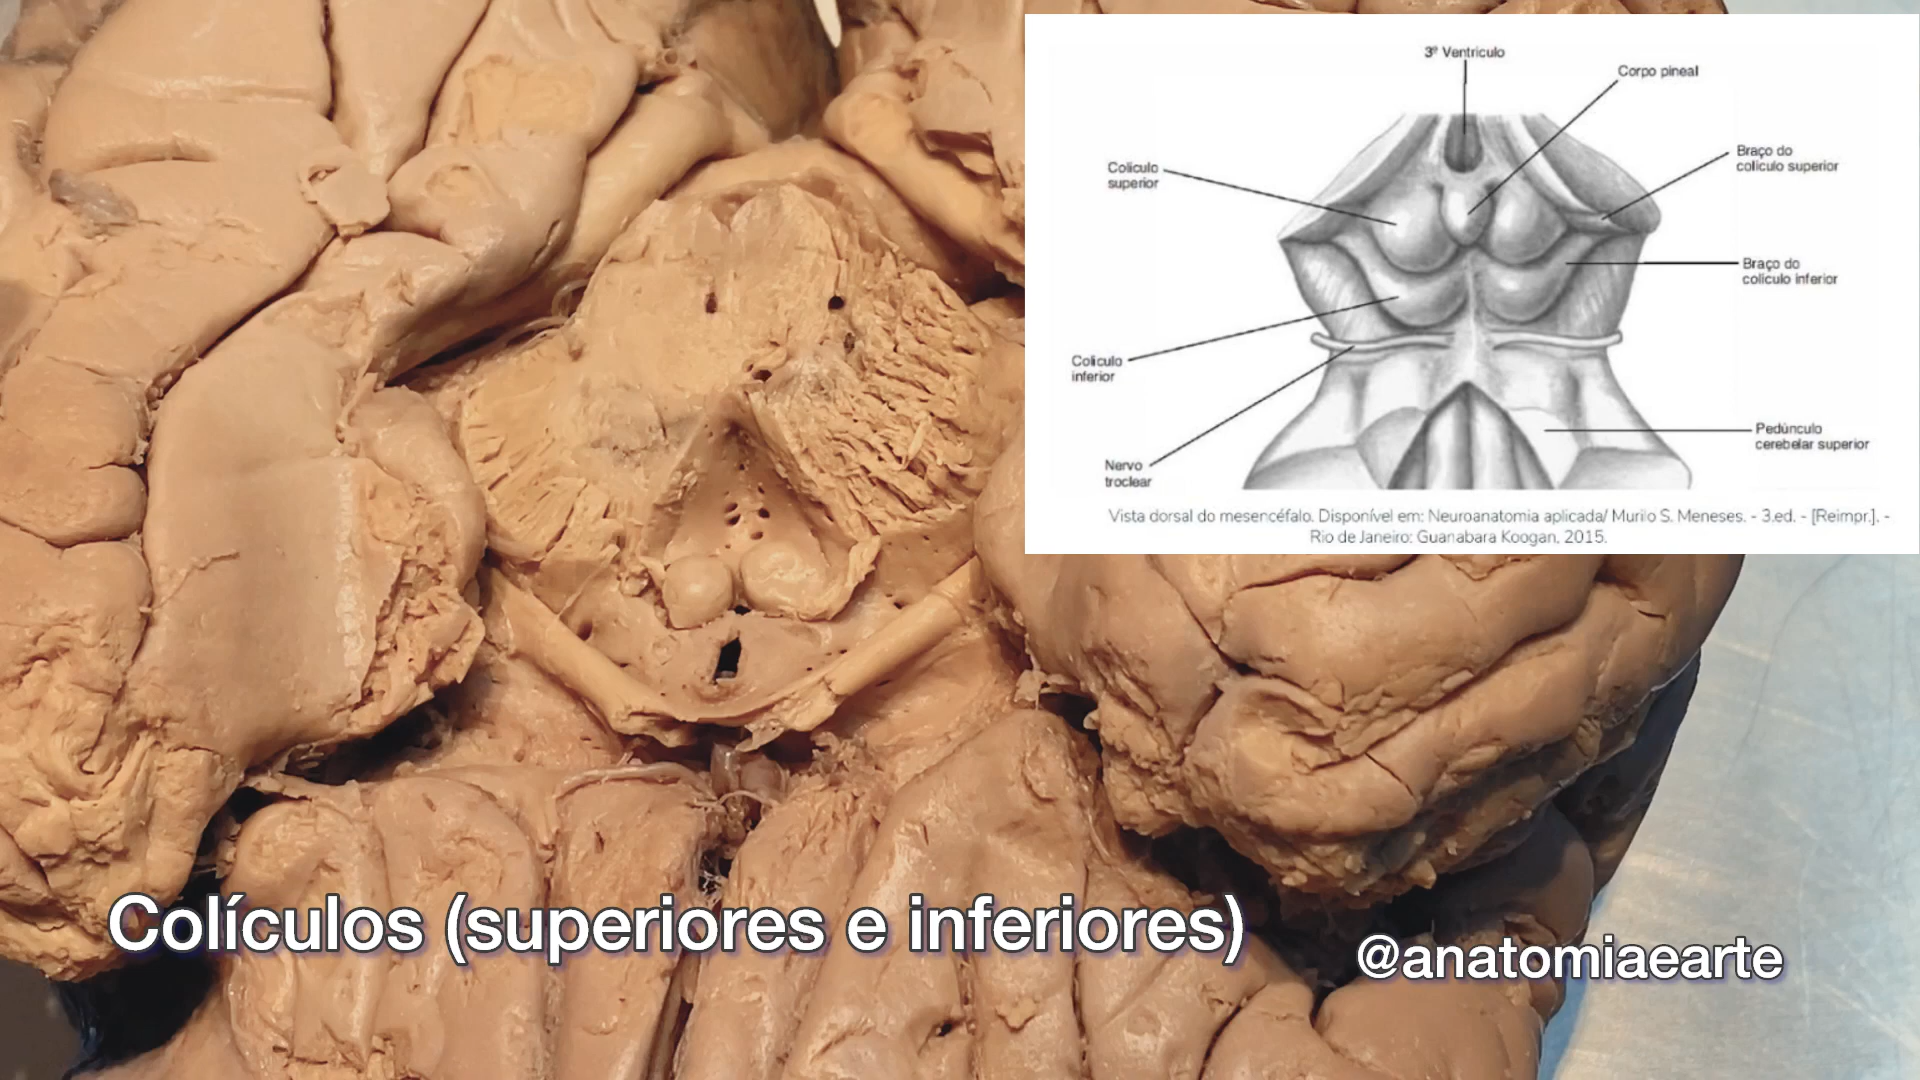 3º Ventrículo
Corpo pineal
Braço do
colículo superior
Colículo
superior
Braço do
colículo inferior
Colículo
inferior
Pedúnculo
cerebelar superior
Nervo
troclear
Vista dorsal do mesencéfalo. Disponível em: Neuroanatomia aplicada/ Murilo S. Meneses. - 3.ed. - [Reimpr.]. -
Rio de Janeiro: Guanabara Koogan, 2015.
Colículos (superiores e inferiores)
@anatomiaearte